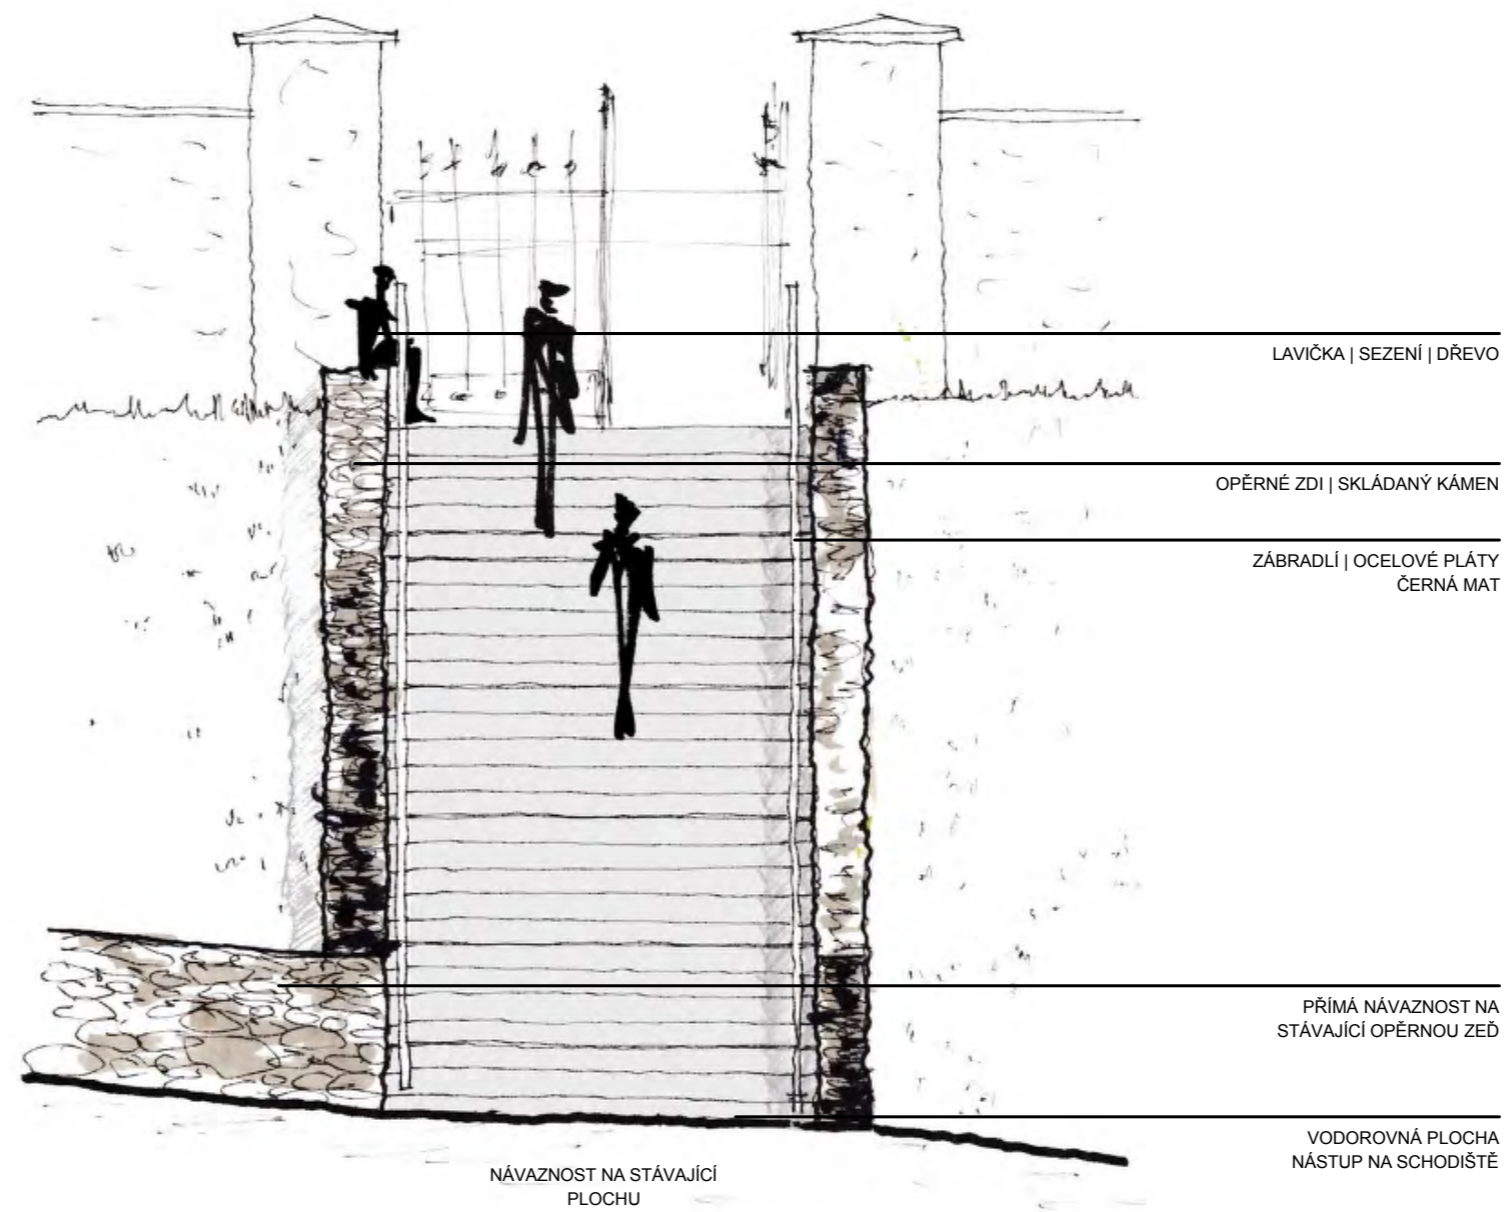 LAVIČKA | SEZENÍ | DŘEVO
OPĚRNÉ ZDI | SKLÁDANÝ KÁMEN
ZÁBRADLÍ | OCELOVÉ PLÁTY
ČERNÁ MAT
PŘÍMÁ NÁVAZNOST NA
STÁVAJÍCÍ OPĚRNOU ZEĎ
VODOROVNÁ PLOCHA
NÁSTUP NA SCHODIŠTĚ
NÁVAZNOST NA STÁVAJÍCÍ
PLOCHU